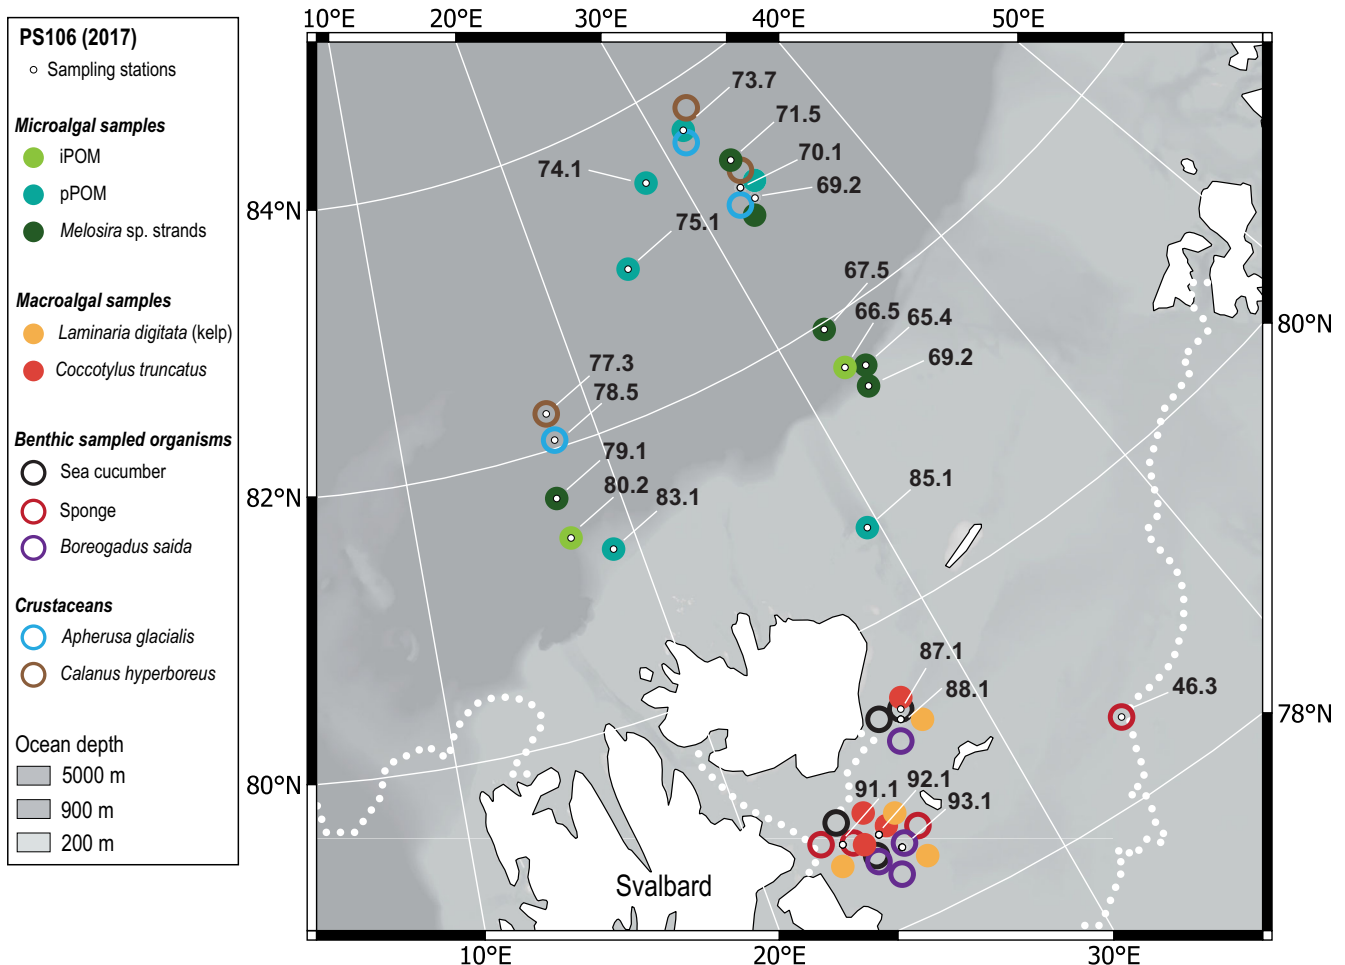 10°E 20°E 30°E 40°E 50°E
PS106 (2017)
Sampling stations
Microalgal samples
iPOM
pPOM
Melosira sp. strands
Macroalgal samples
Laminaria digitata (kelp)
Coccotylus truncatus
Benthic sampled organisms
Sea cucumber
Sponge
Boreogadus saida
Crustaceans
Apherusa glacialis
Calanus hyperboreus
Ocean depth
5000 m
900 m
200 m
84°N
82°N
80°N
73.7
71.5
70.1
74.1
69.2
75.1
67.5
66.5
65.4
69.2
77.3
78.5
79.1
80.2
83.1
85.1
87.1
88.1
46.3
91.1
92.1
93.1
Svalbard
80°N
78°N
10°E 20°E 30°E